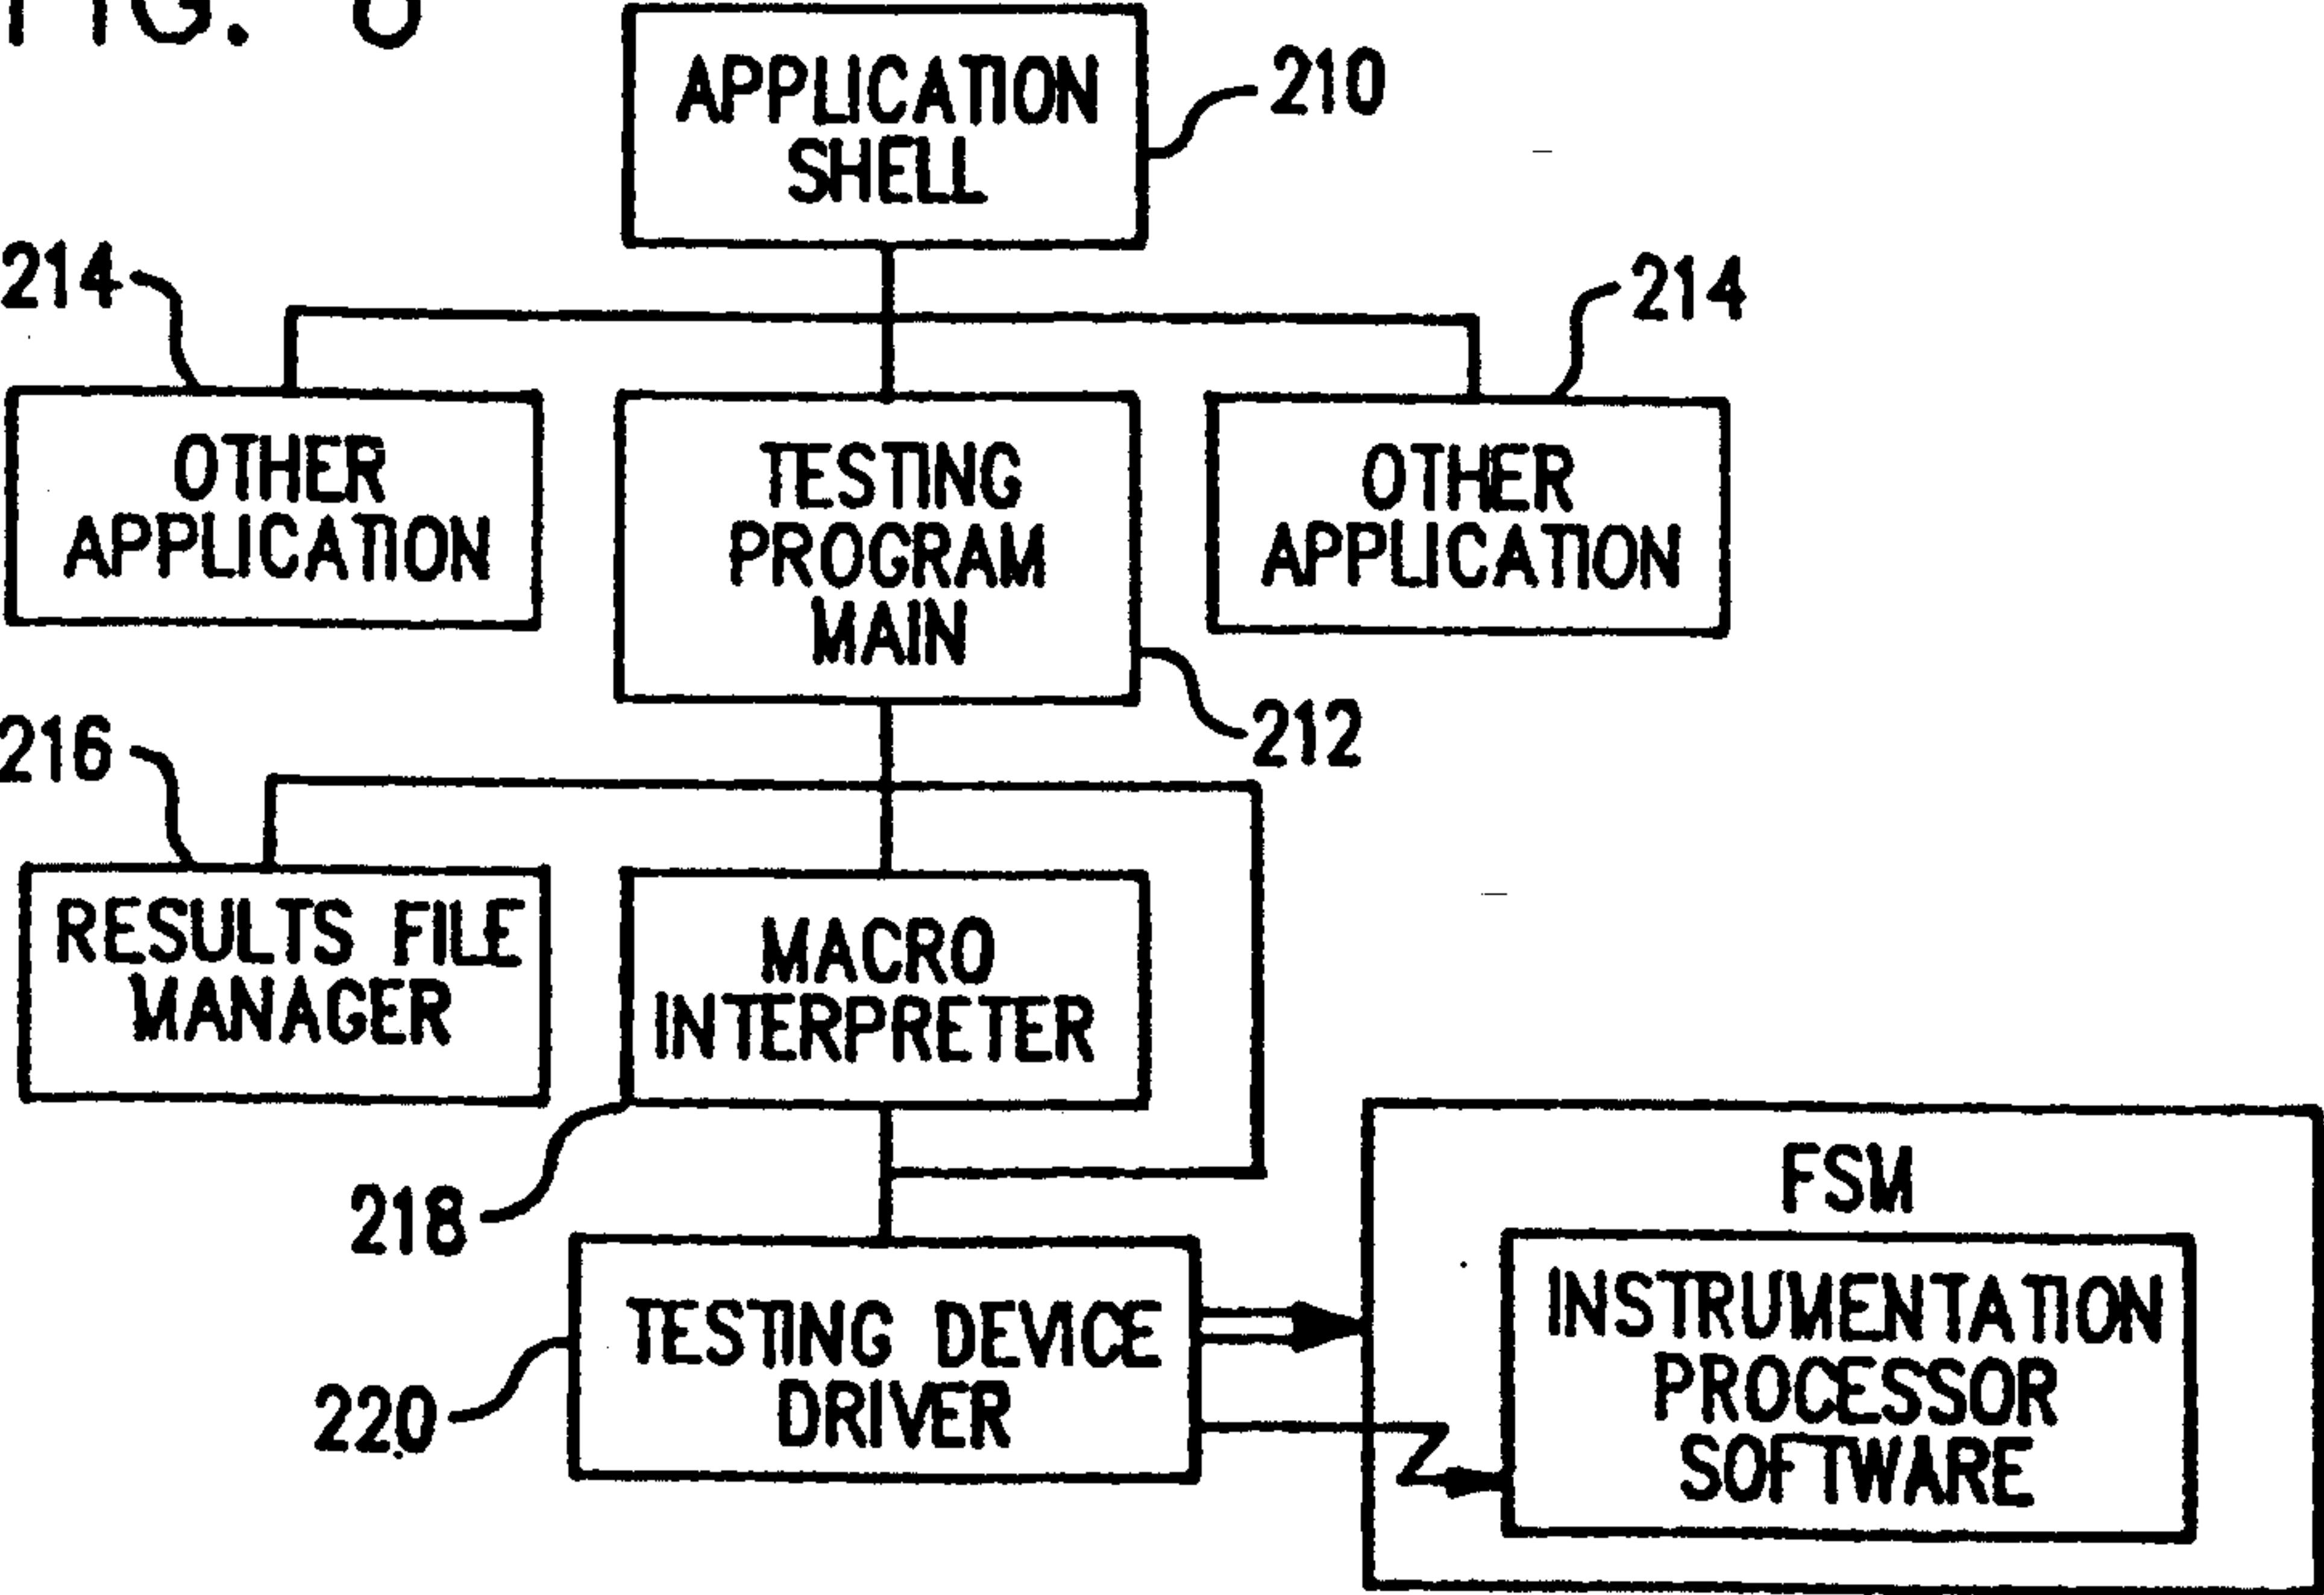 FIG.
APPLICATION
SHELL
210
214
214
OTHER
APPLICATION
TESTING
PROGRAM
MAIN
OTHER
APPLICATION
212
216
RESULTS FILE
MANAGER
MACRO
INTERPRETER
218
FSM
INSTRUMENTATION
PROCESSOR
SOFTWARE
TESTING DEVICE
DRIVER
220